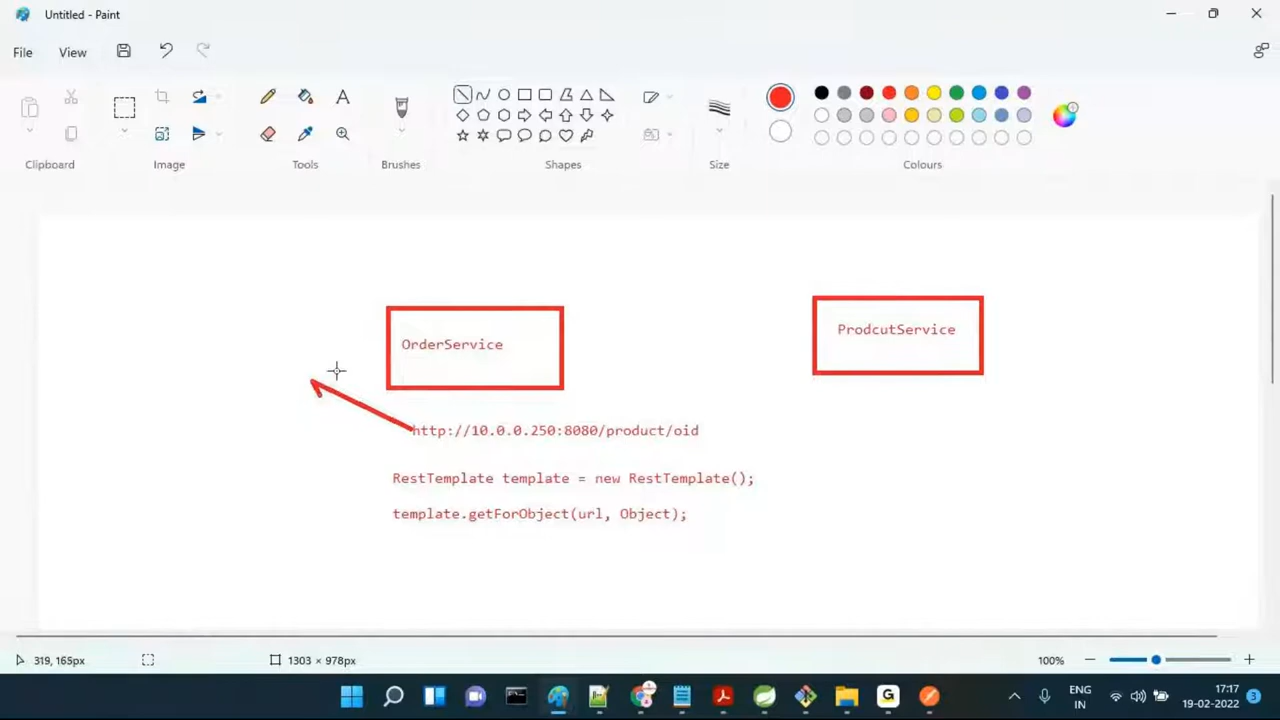 Untitled - Paint
File View
Clipboard Image Tools Brushes Shapes Size Colours
OrderService
ProdcutService
http://10.0.0.250:8080/product/oid
RestTemplate template = new RestTemplate();
template.getForObject(url, Object);
319, 165px 1303 × 978px 100%
ENG 17:17
IN 19-02-2022 3